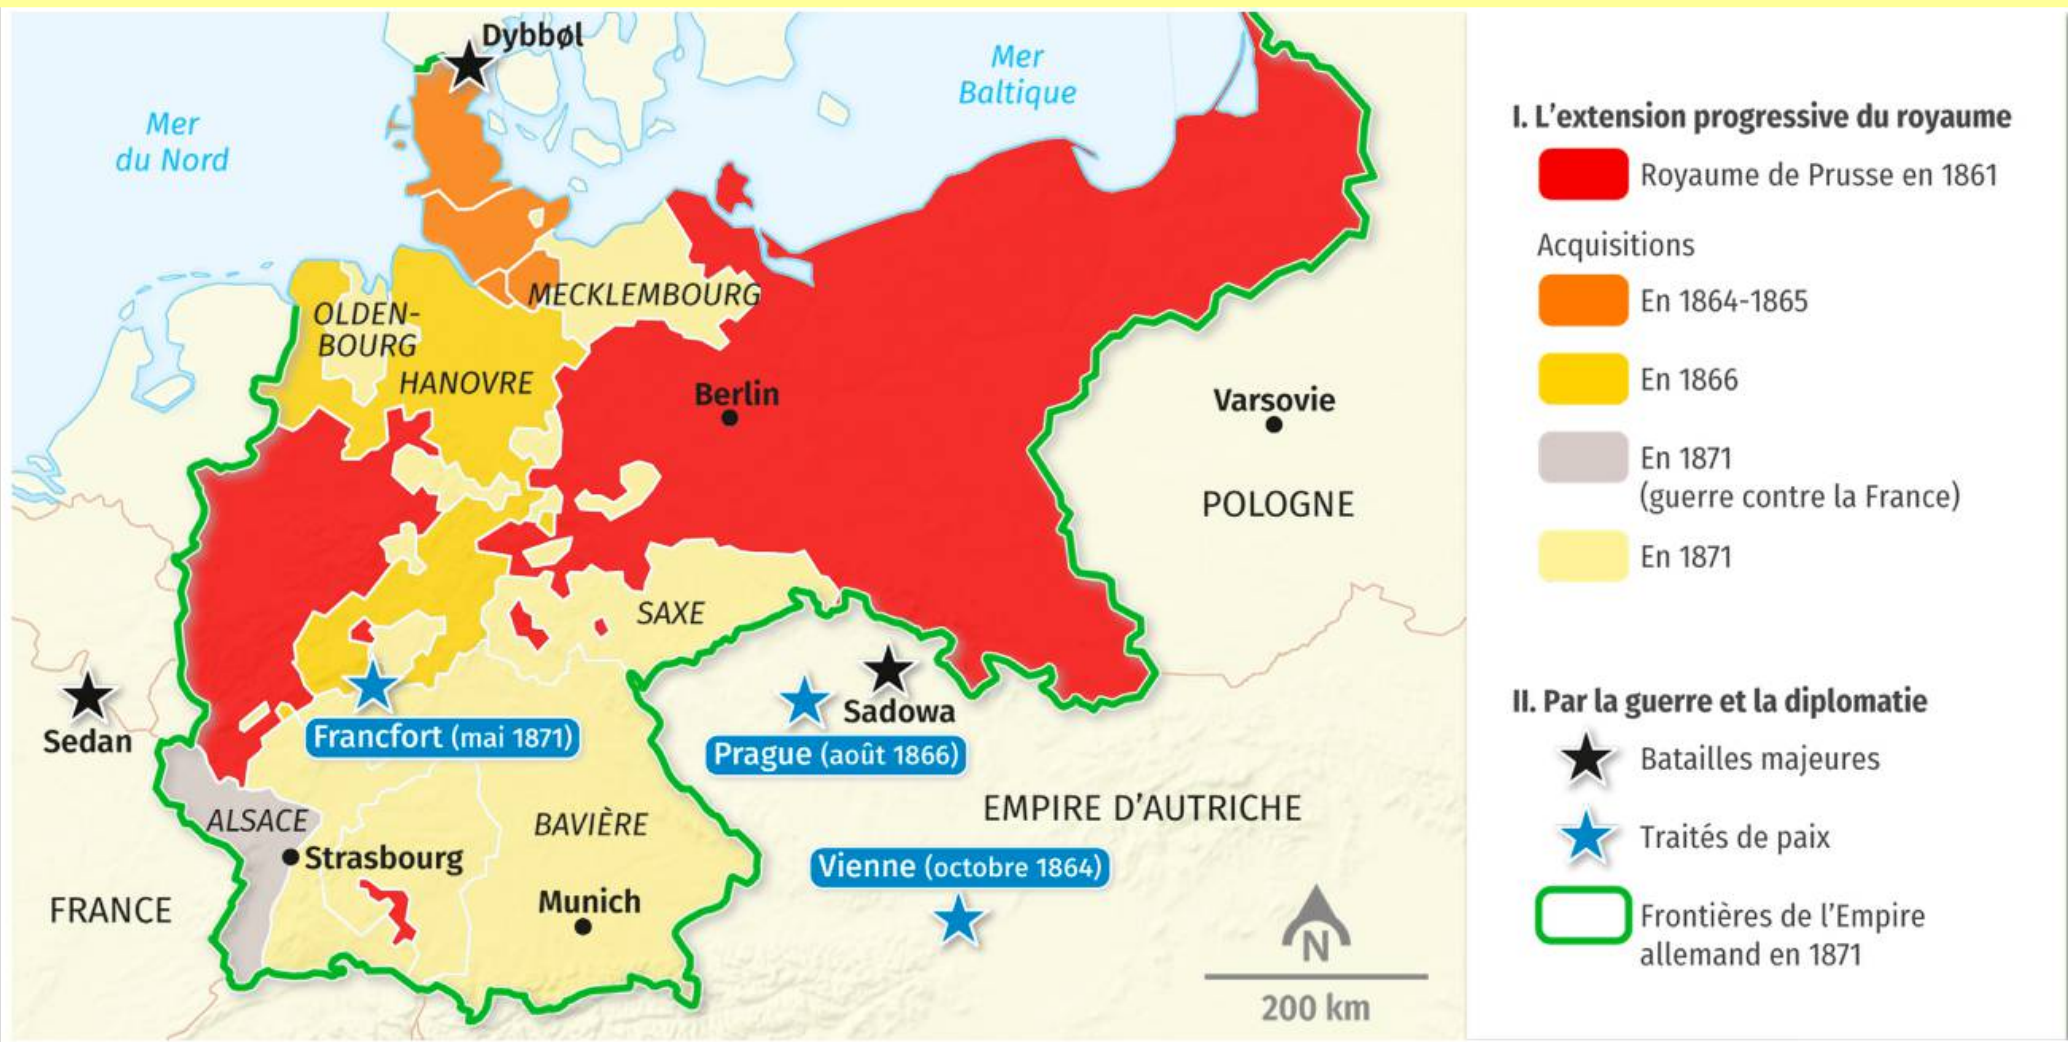 Dybbøl
Mer
Baltique
Mer
du Nord
MECKLEMBOURG
OLDEN-
BOURG
HANOVRE
Berlin
Varsovie
POLOGNE
SAXE
Sedan
Sadowa
Francfort (mai 1871)
Prague (août 1866)
EMPIRE D'AUTRICHE
ALSACE
BAVIÈRE
Strasbourg
Vienne (octobre 1864)
FRANCE
Munich
N
200 km
I. L'extension progressive du royaume
Royaume de Prusse en 1861
Acquisitions
En 1864-1865
En 1866
En 1871
(guerre contre la France)
En 1871
II. Par la guerre et la diplomatie
Batailles majeures
Traités de paix
Frontières de l'Empire
allemand en 1871